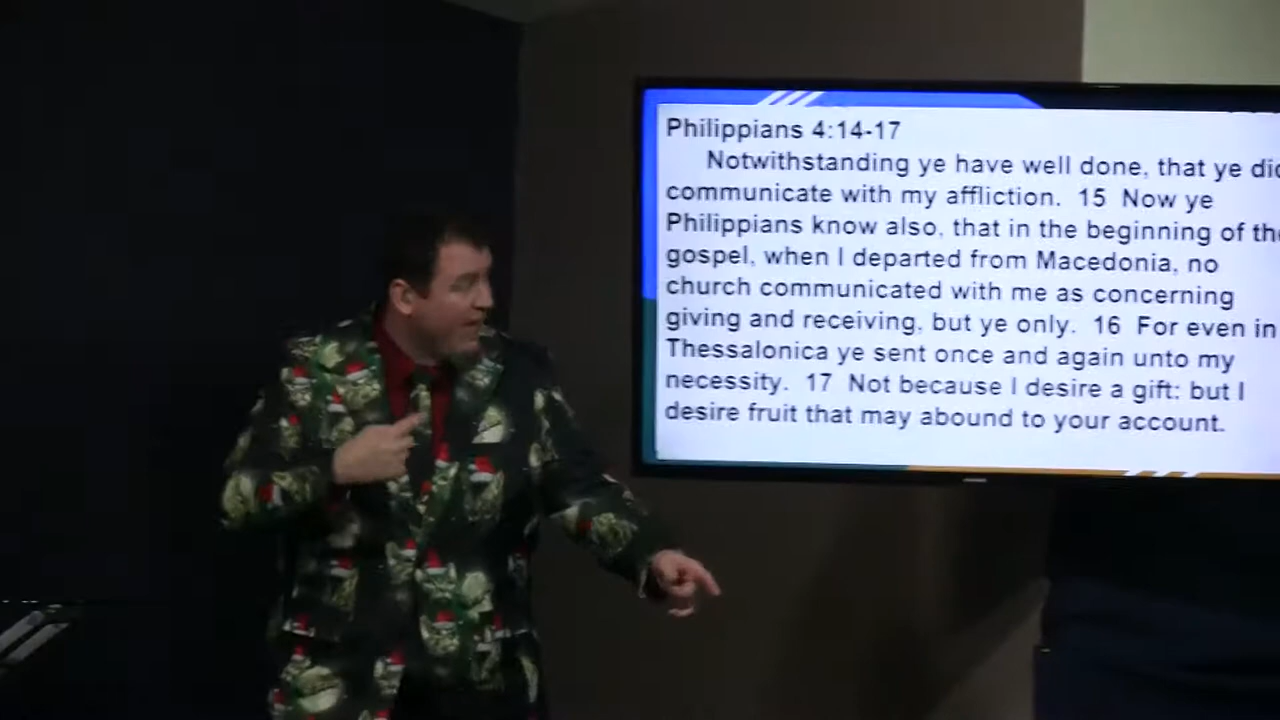 Philippians 4:14-17
Notwithstanding ye have well done, that ye did
communicate with my affliction. 15 Now ye
Philippians know also, that in the beginning of the
gospel, when I departed from Macedonia, no
church communicated with me as concerning
giving and receiving, but ye only. 16 For even in
Thessalonica ye sent once and again unto my
necessity. 17 Not because I desire a gift: but I
desire fruit that may abound to your account.